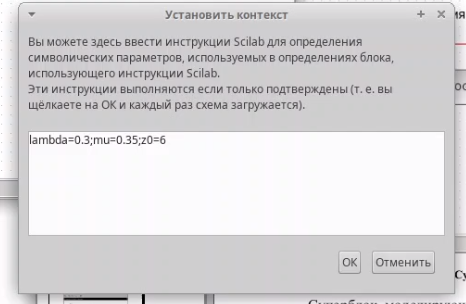 Установить контекст
Вы можете здесь ввести инструкции Scilab для определения
символических параметров, используемых в определениях блока,
использующего инструкции Scilab.
Эти инструкции выполняются если только подтверждены (т. е. вы
щёлкаете на ОК и каждый раз схема загружается).
lambda=0.3;mu=0.35;z0=6
ОК
Отменить